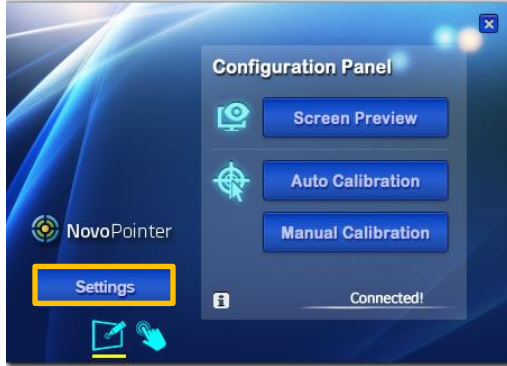 Configuration Panel
Screen Preview
Auto Calibration
Manual Calibration
NovoPointer
Settings
Connected!